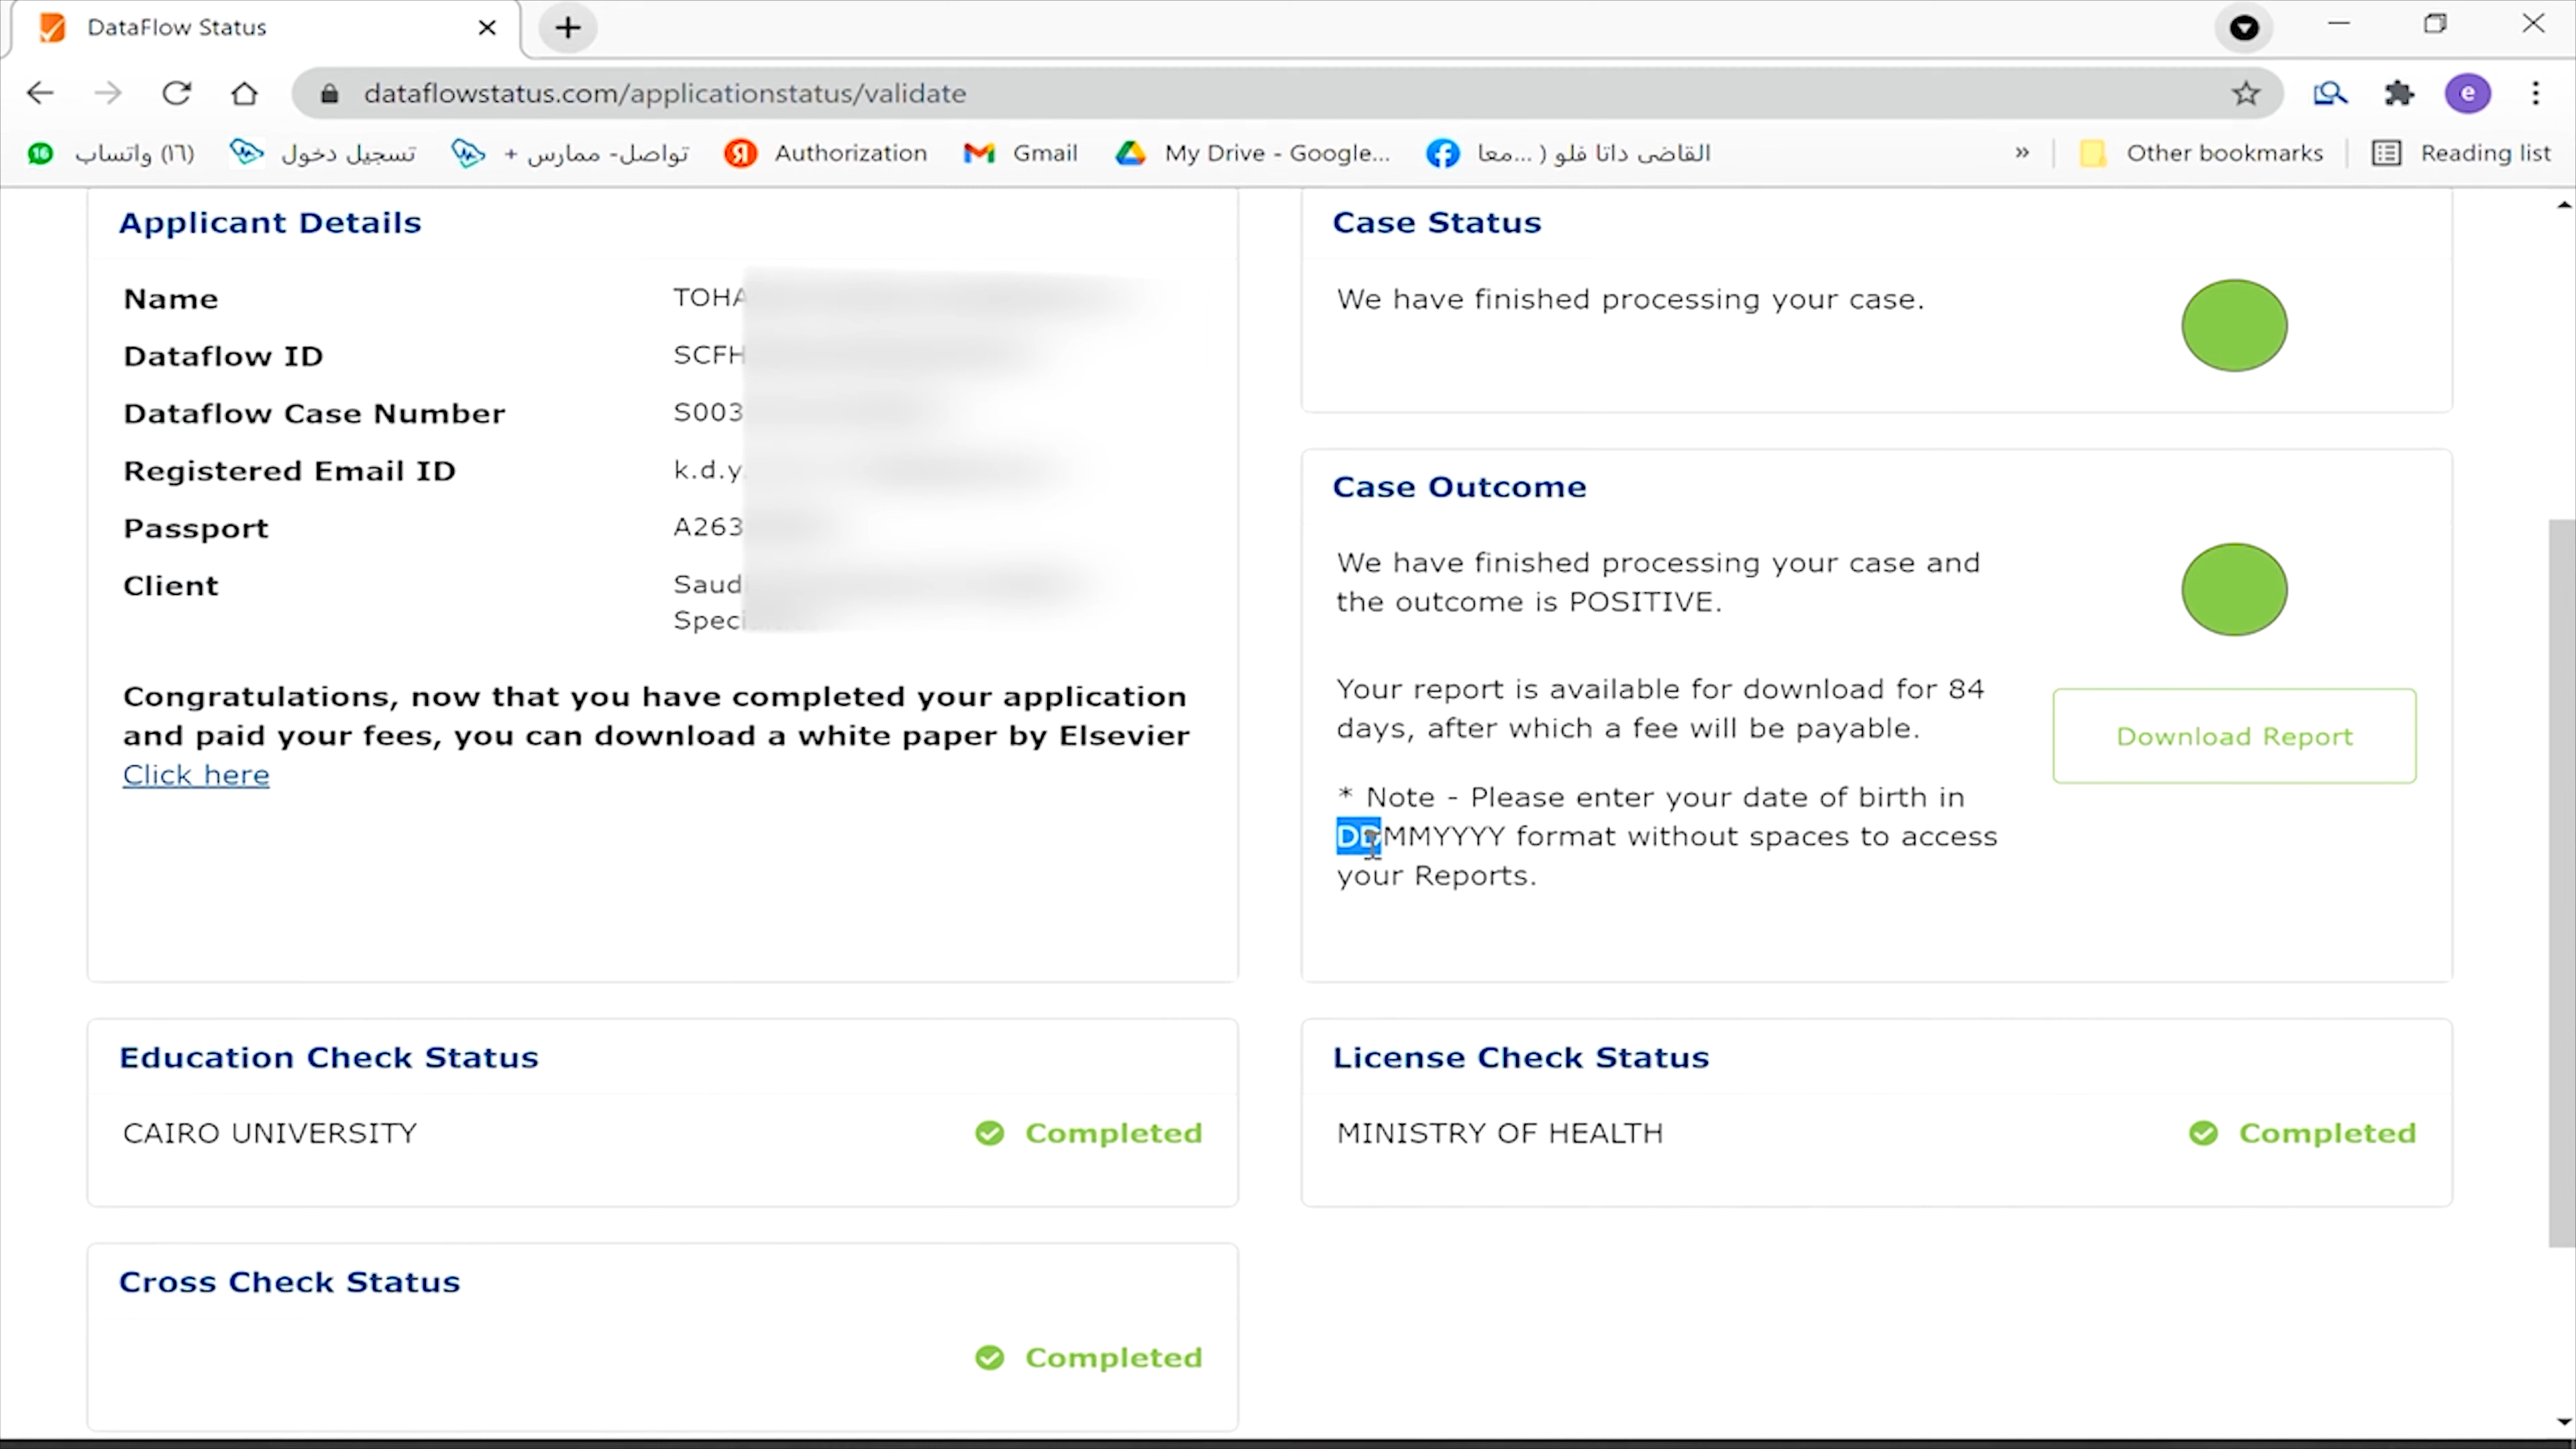 DataFlow Status
dataflowstatus.com/applicationstatus/validate
e
16
واتساب (١٦)
تسجيل دخول
تواصل- ممارس +
Authorization
Gmail
My Drive - Google...
القاضى داتا فلو ( ...معا
»
Other bookmarks
Reading list
Applicant Details
Name TOHA
Dataflow ID SCFH
Dataflow Case Number S003
Registered Email ID k.d.y.
Passport A263
Client Saud
Speci
Congratulations, now that you have completed your application
and paid your fees, you can download a white paper by Elsevier
Click here
Case Status
We have finished processing your case.
Case Outcome
We have finished processing your case and
the outcome is POSITIVE.
Your report is available for download for 84
days, after which a fee will be payable.
Download Report
* Note - Please enter your date of birth in
DDMMYYYY format without spaces to access
your Reports.
Education Check Status
CAIRO UNIVERSITY Completed
License Check Status
MINISTRY OF HEALTH Completed
Cross Check Status
Completed